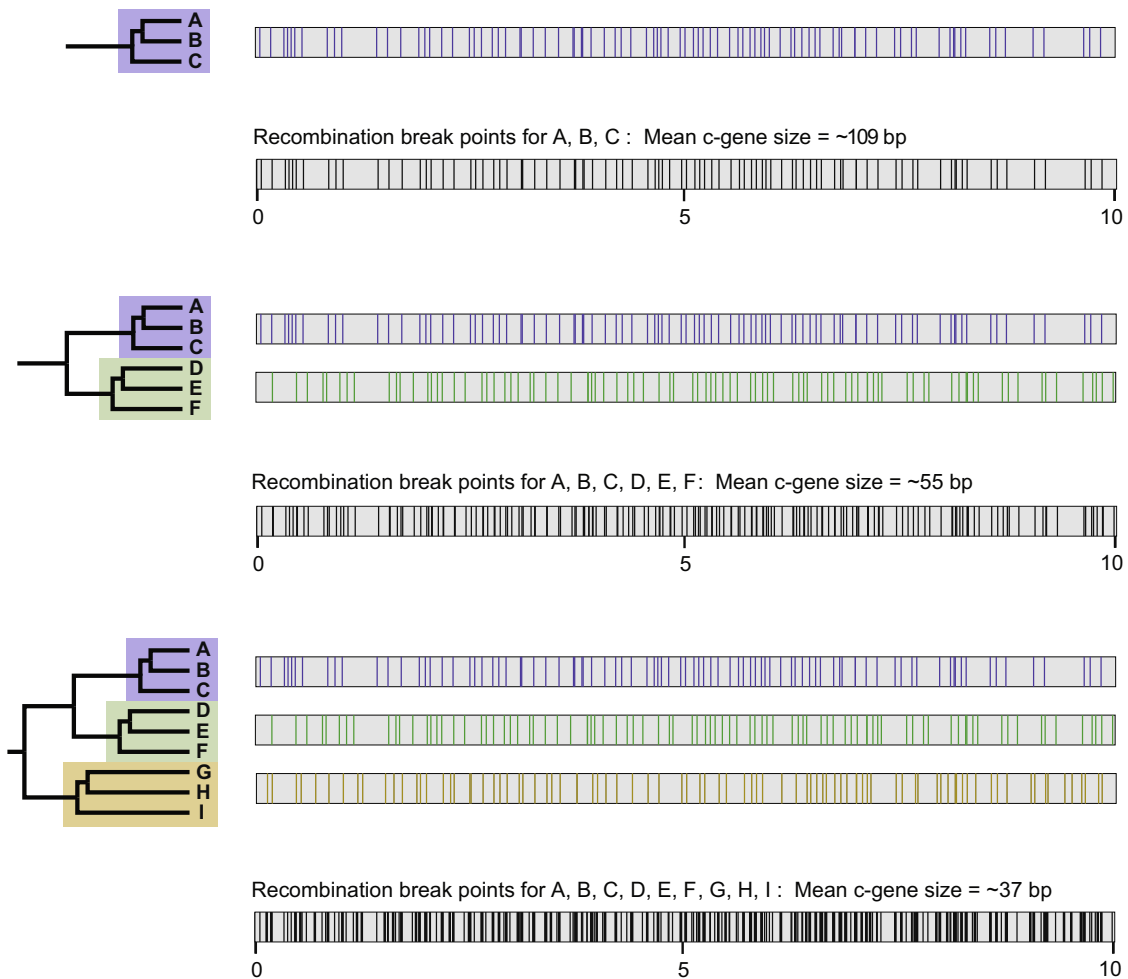 A
B
C
Recombination break points for A, B, C : Mean c-gene size = ~109 bp
0 5 10
A
B
C
D
E
F
Recombination break points for A, B, C, D, E, F: Mean c-gene size = ~55 bp
0 5 10
A
B
C
D
E
F
G
H
I
Recombination break points for A, B, C, D, E, F, G, H, I : Mean c-gene size = ~37 bp
0 5 10